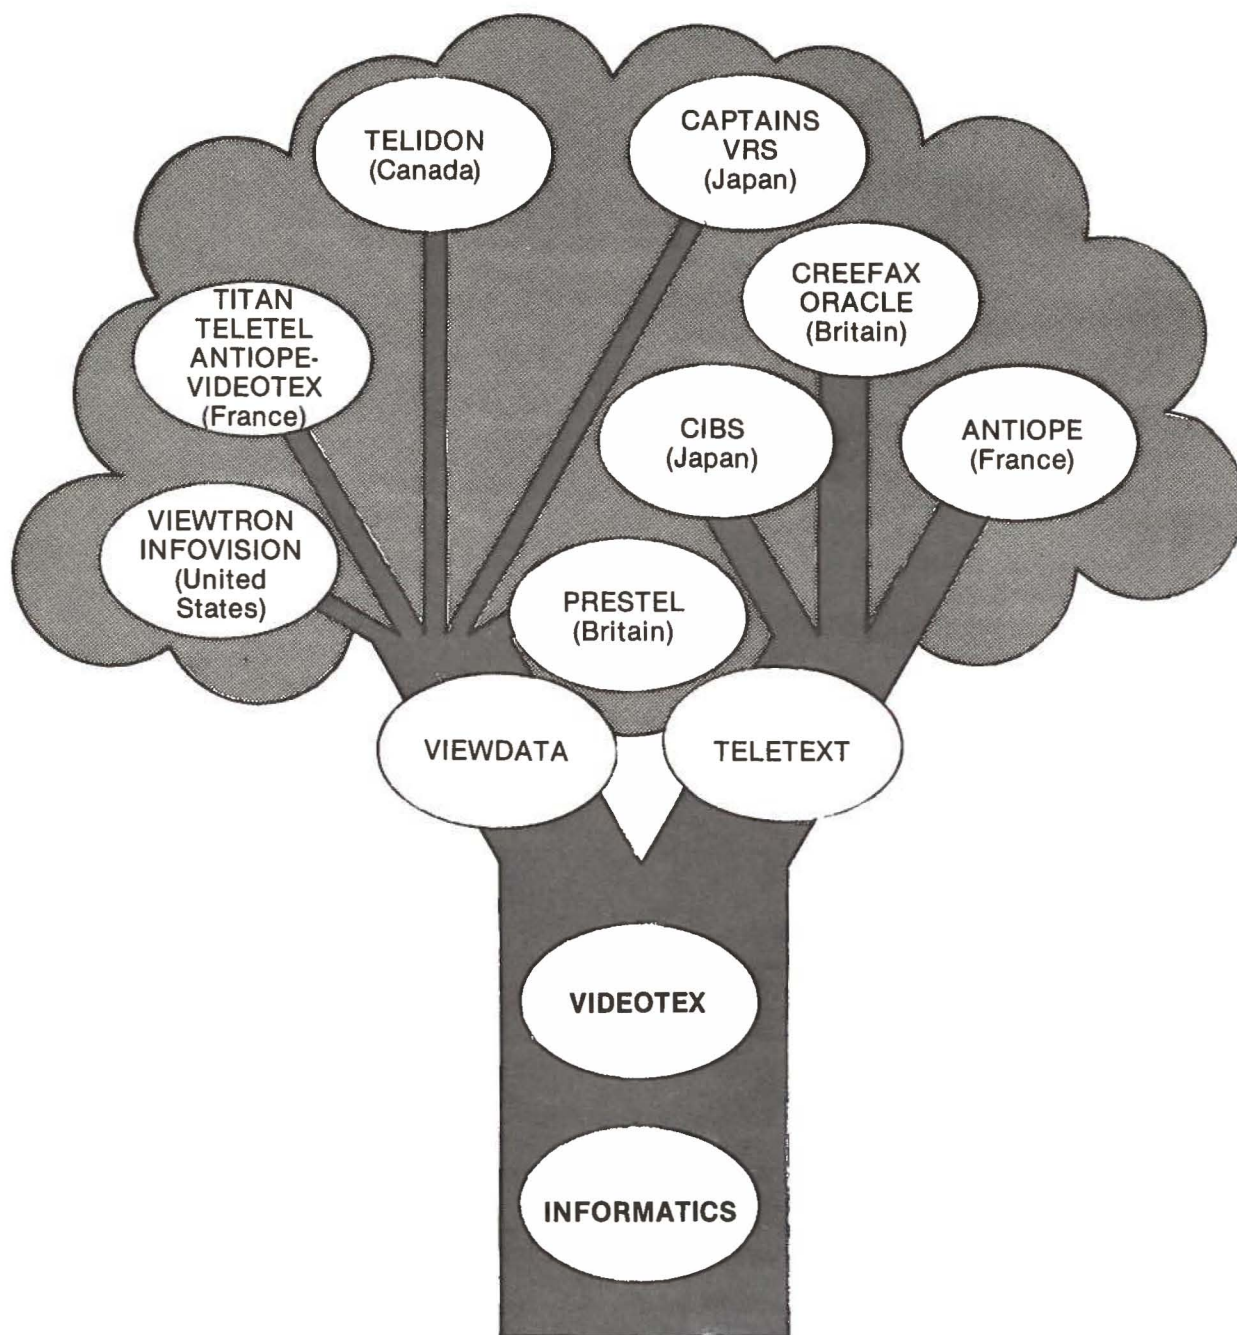 TELIDON
(Canada)
CAPTAINS
VRS
(Japan)
CREEFAX
ORACLE
(Britain)
TITAN
TELETEL
ANTIOPE-
VIDEOTEX
(France)
CIBS
(Japan)
ANTIOPE
(France)
VIEWTRON
INFOVISION
(United
States)
PRESTEL
(Britain)
VIEWDATA
TELETEXT
VIDEOTEX
INFORMATICS